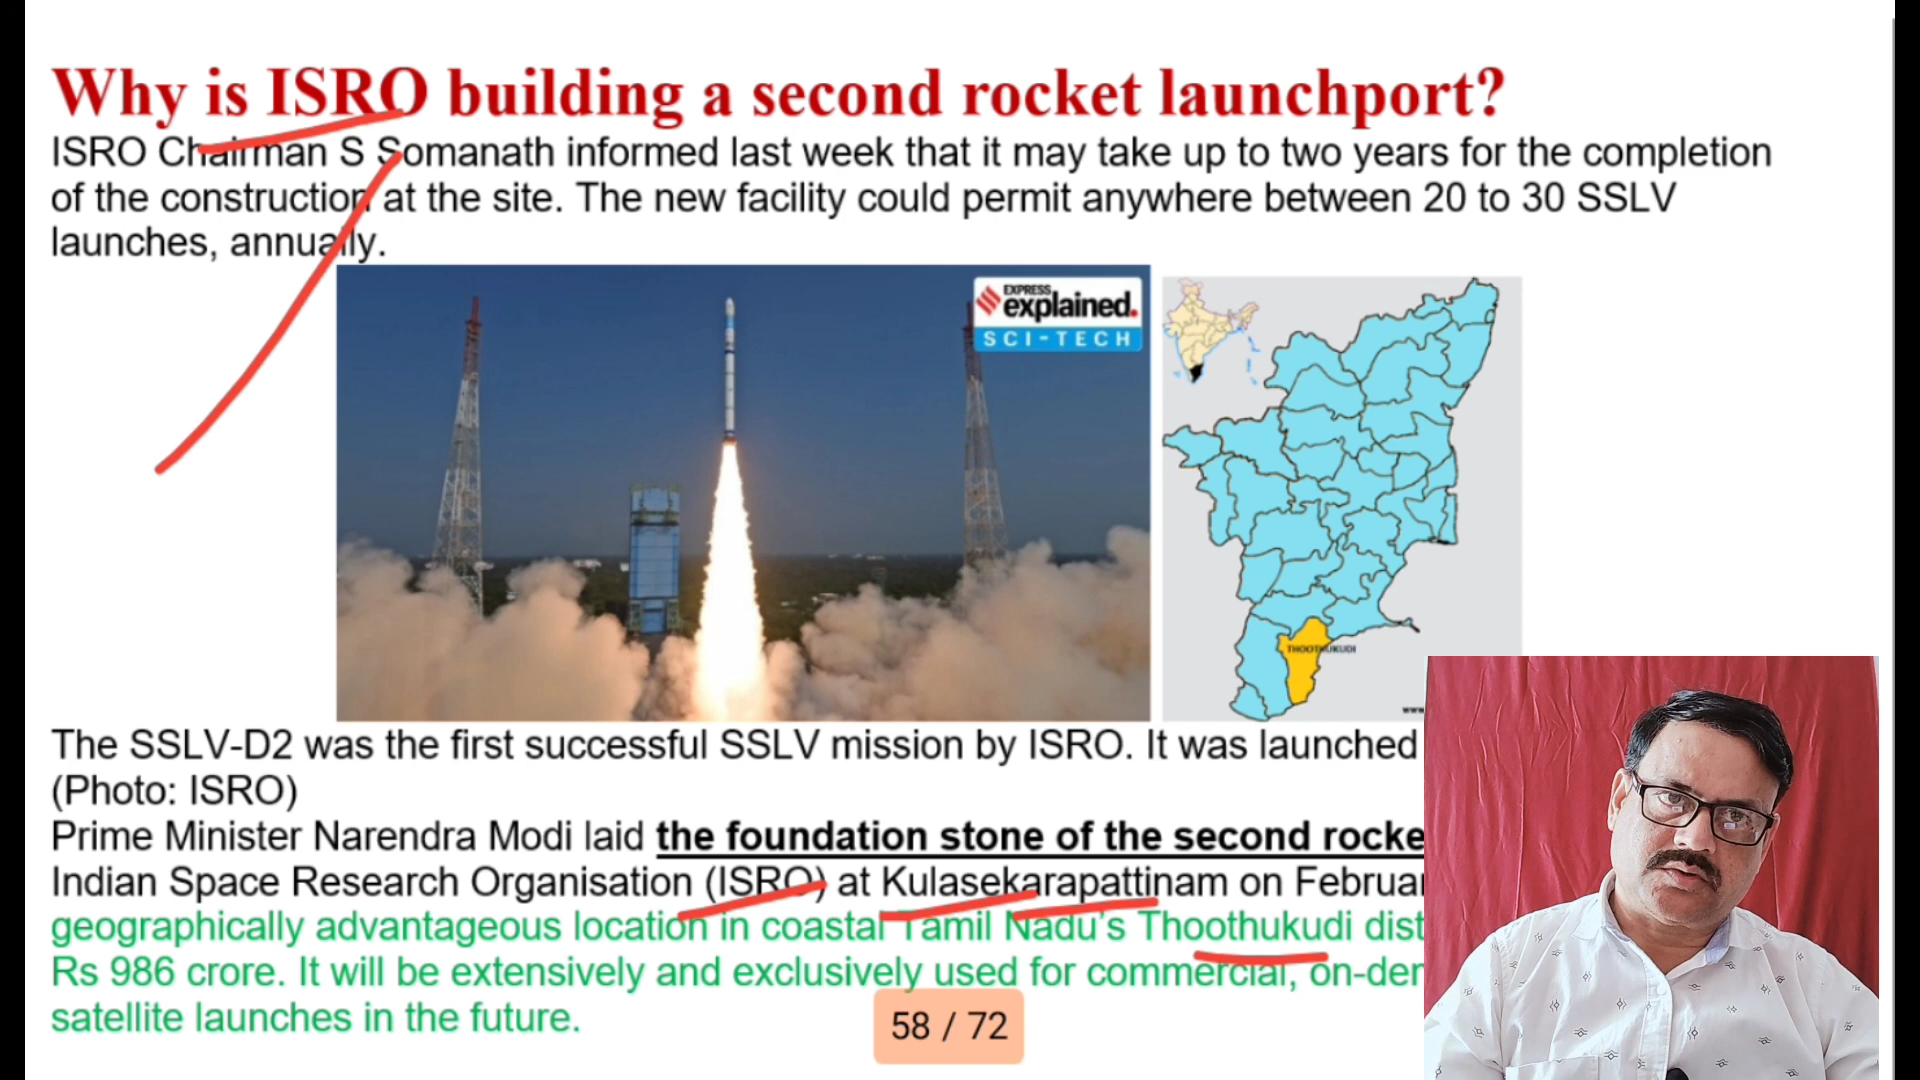 Why is ISRO building a second rocket launchport?
ISRO Chairman S Somanath informed last week that it may take up to two years for the completion
of the construction at the site. The new facility could permit anywhere between 20 to 30 SSLV
launches, annually.
EXPRESS
explained.
SCI-TECH
THOOTHUKUDI
www.
The SSLV-D2 was the first successful SSLV mission by ISRO. It was launched
(Photo: ISRO)
Prime Minister Narendra Modi laid the foundation stone of the second rocke
Indian Space Research Organisation (ISRO) at Kulasekarapattinam on Februar
geographically advantageous location in coastal Tamil Nadu's Thoothukudi dist
Rs 986 crore. It will be extensively and exclusively used for commercial, on-der
satellite launches in the future.
58 / 72